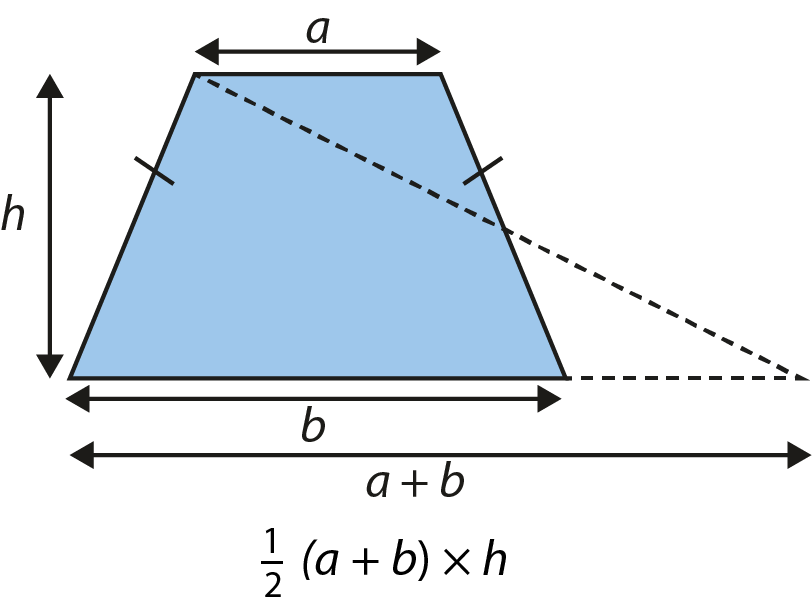 a
h
b
a + b
½ (a + b) × h